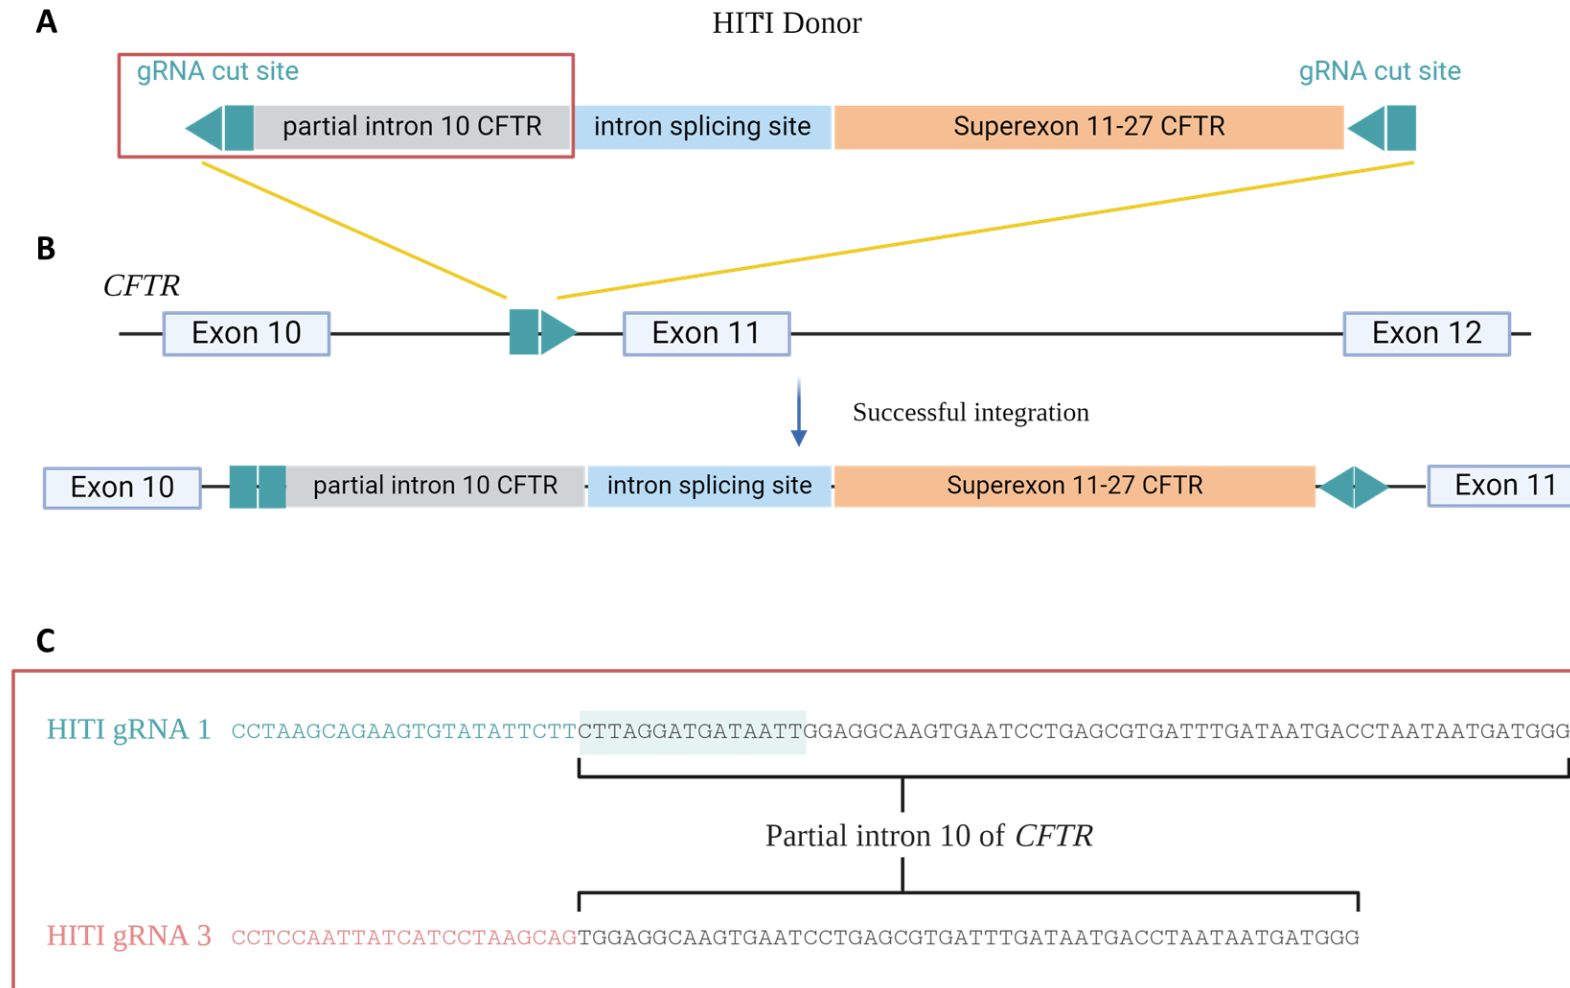 A
HITI Donor
gRNA cut site
gRNA cut site
partial intron 10 CFTR
intron splicing site
Superexon 11-27 CFTR
B
CFTR
Exon 10
Exon 11
Exon 12
Successful integration
Exon 10
partial intron 10 CFTR
intron splicing site
Superexon 11-27 CFTR
Exon 11
C
HITI gRNA 1 CCTAAGCAGAAGTGTATATTCTTCTTAGGATGATAATTGGAGGCAAGTGAATCCTGAGCGTGATTTGATAATGACCTAATAATGATGGG
Partial intron 10 of CFTR
HITI gRNA 3 CCTCCAATTATCATCCTAAGCAGTGGAGGCAAGTGAATCCTGAGCGTGATTTGATAATGACCTAATAATGATGGG